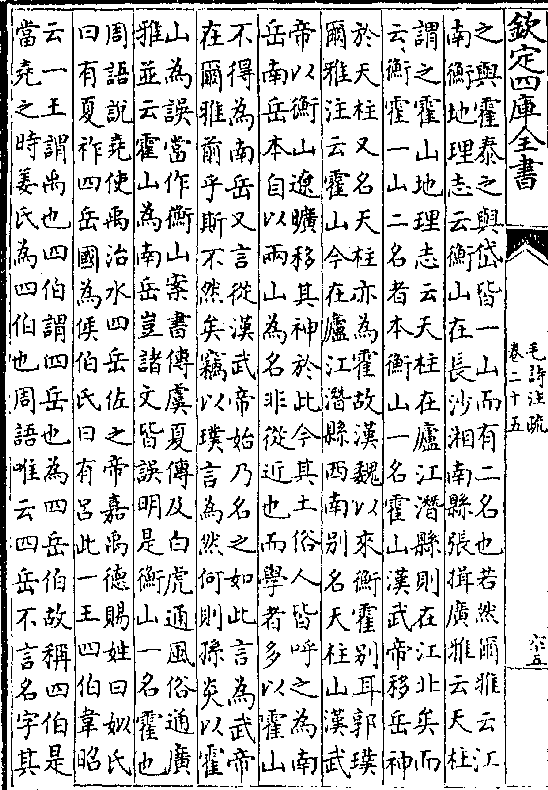 欽定四庫全書
之與霍泰之與岱皆一山而有二名也若然爾雅云江
南衡地理志云衡山在長沙湘南縣張揖廣雅云天柱
謂之霍山地理志云天柱在廬江潛縣則在江北矣而
云衡霍一山二名者本衡山一名霍山漢武帝移岳神
於天柱又名天柱亦為霍故漢魏以來衡霍別耳郭璞
爾雅注云霍山今在廬江潛縣西南別名天柱山漢武
帝以衡山遼曠移其神於此今其土俗人皆呼之為南
岳南岳本自以兩山為名非從近也而學者多以霍山
不得為南岳又言從漢武帝始乃名之如此言為武帝
在爾雅前乎斯不然矣竊以璞言為然何則孫炎以霍
山為誤當作衡山案書傳虞夏傳及白虎通風俗通廣
雅並云霍山為南岳豈諸文皆誤明是衡山一名霍也
周語說堯使禹治水四岳佐之帝嘉禹德賜姓曰姒氏
曰有夏祚四岳國為侯伯氏曰有呂此一王四伯韋昭
云一王謂禹也四伯謂四岳也為四岳伯故稱四伯是
當堯之時姜氏為四伯也周語唯云四岳不言名字其
毛詩注疏
卷二十五